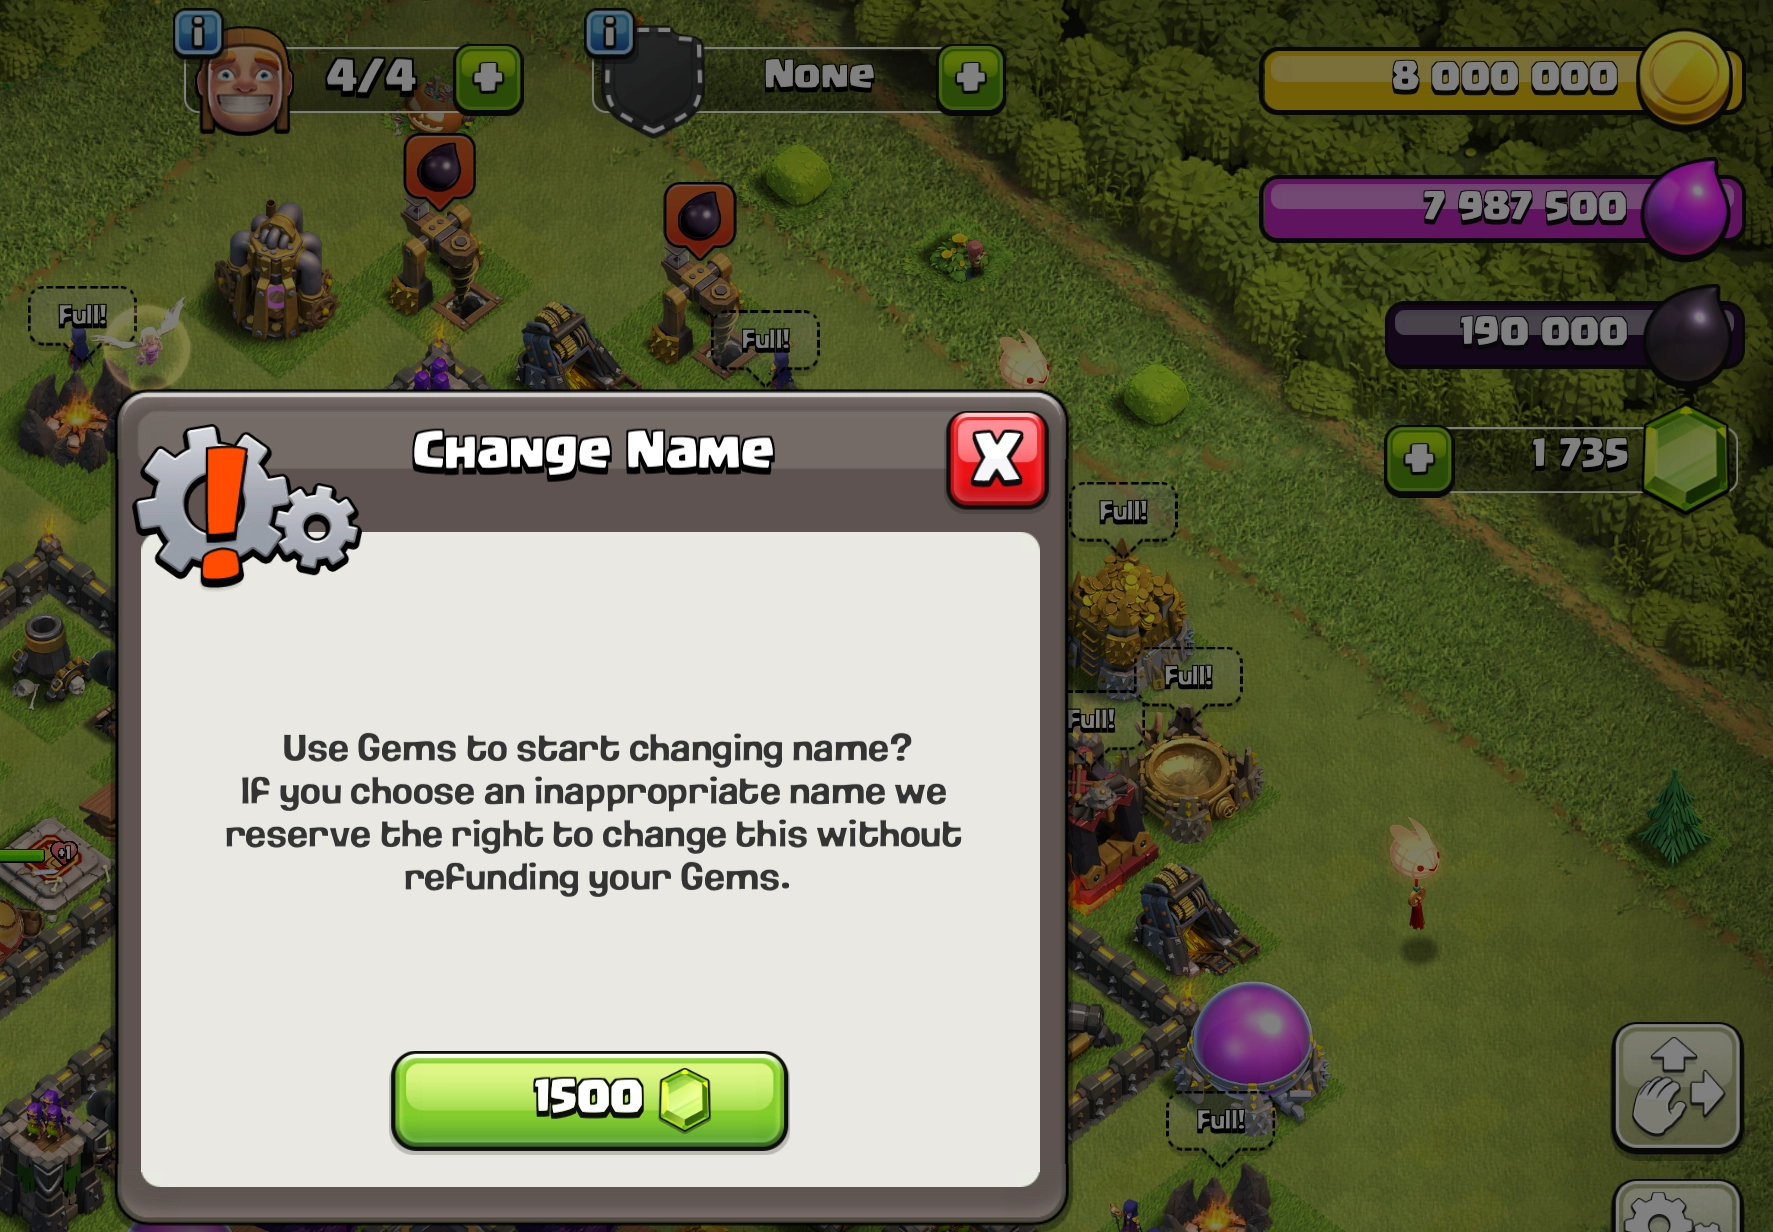 4/4
None
8 000 000
7 987 500
190 000
1 735
Full!
Full!
Change Name
X
Full!
Full!
Full!
Use Gems to start changing name?
If you choose an inappropriate name we
reserve the right to change this without
refunding your Gems.
+1
1500
Full!